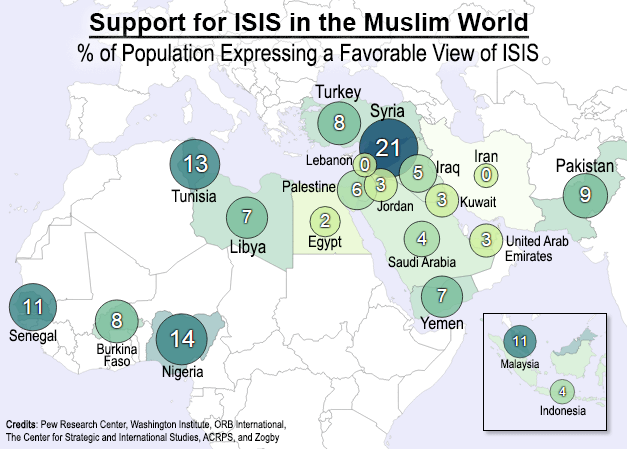 Support for ISIS in the Muslim World
% of Population Expressing a Favorable View of ISIS
Turkey
8
Syria
21
13
Tunisia
Lebanon
0
5
Iraq
Iran
0
Pakistan
9
Palestine
6
3
Jordan
3
Kuwait
7
Libya
2
Egypt
4
Saudi Arabia
3
United Arab
Emirates
11
Senegal
8
Burkina
Faso
14
Nigeria
7
Yemen
11
Malaysia
4
Indonesia
Credits: Pew Research Center, Washington Institute, ORB International,
The Center for Strategic and International Studies, ACRPS, and Zogby